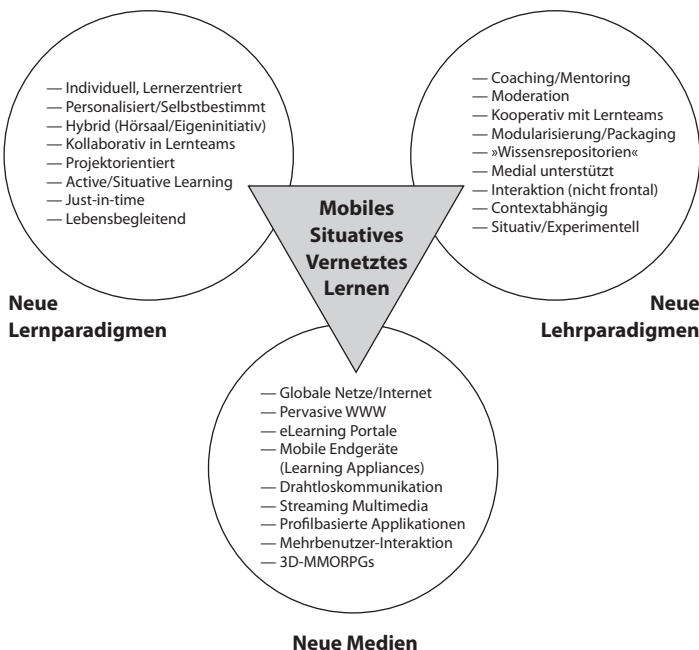 — Individuell, Lernerzentriert
— Personalisiert/Selbstbestimmt
— Hybrid (Hörsaal/Eigeninitiativ)
— Kollaborativ in Lernteams
— Projektorientiert
— Active/Situative Learning
— Just-in-time
— Lebensbegleitend
Neue
Lernparadigmen
— Coaching/Mentoring
— Moderation
— Kooperativ mit Lernteams
— Modularisierung/Packaging
— »Wissensrepositorien«
— Medial unterstützt
— Interaktion (nicht frontal)
— Contextabhängig
— Situativ/Experimentell
Neue
Lehrparadigmen
Mobiles
Situatives
Vernetztes
Lernen
— Globale Netze/Internet
— Pervasive WWW
— eLearning Portale
— Mobile Endgeräte
(Learning Appliances)
— Drahtloskommunikation
— Streaming Multimedia
— Profilbasierte Applikationen
— Mehrbenutzer-Interaktion
— 3D-MMORPGs
Neue Medien